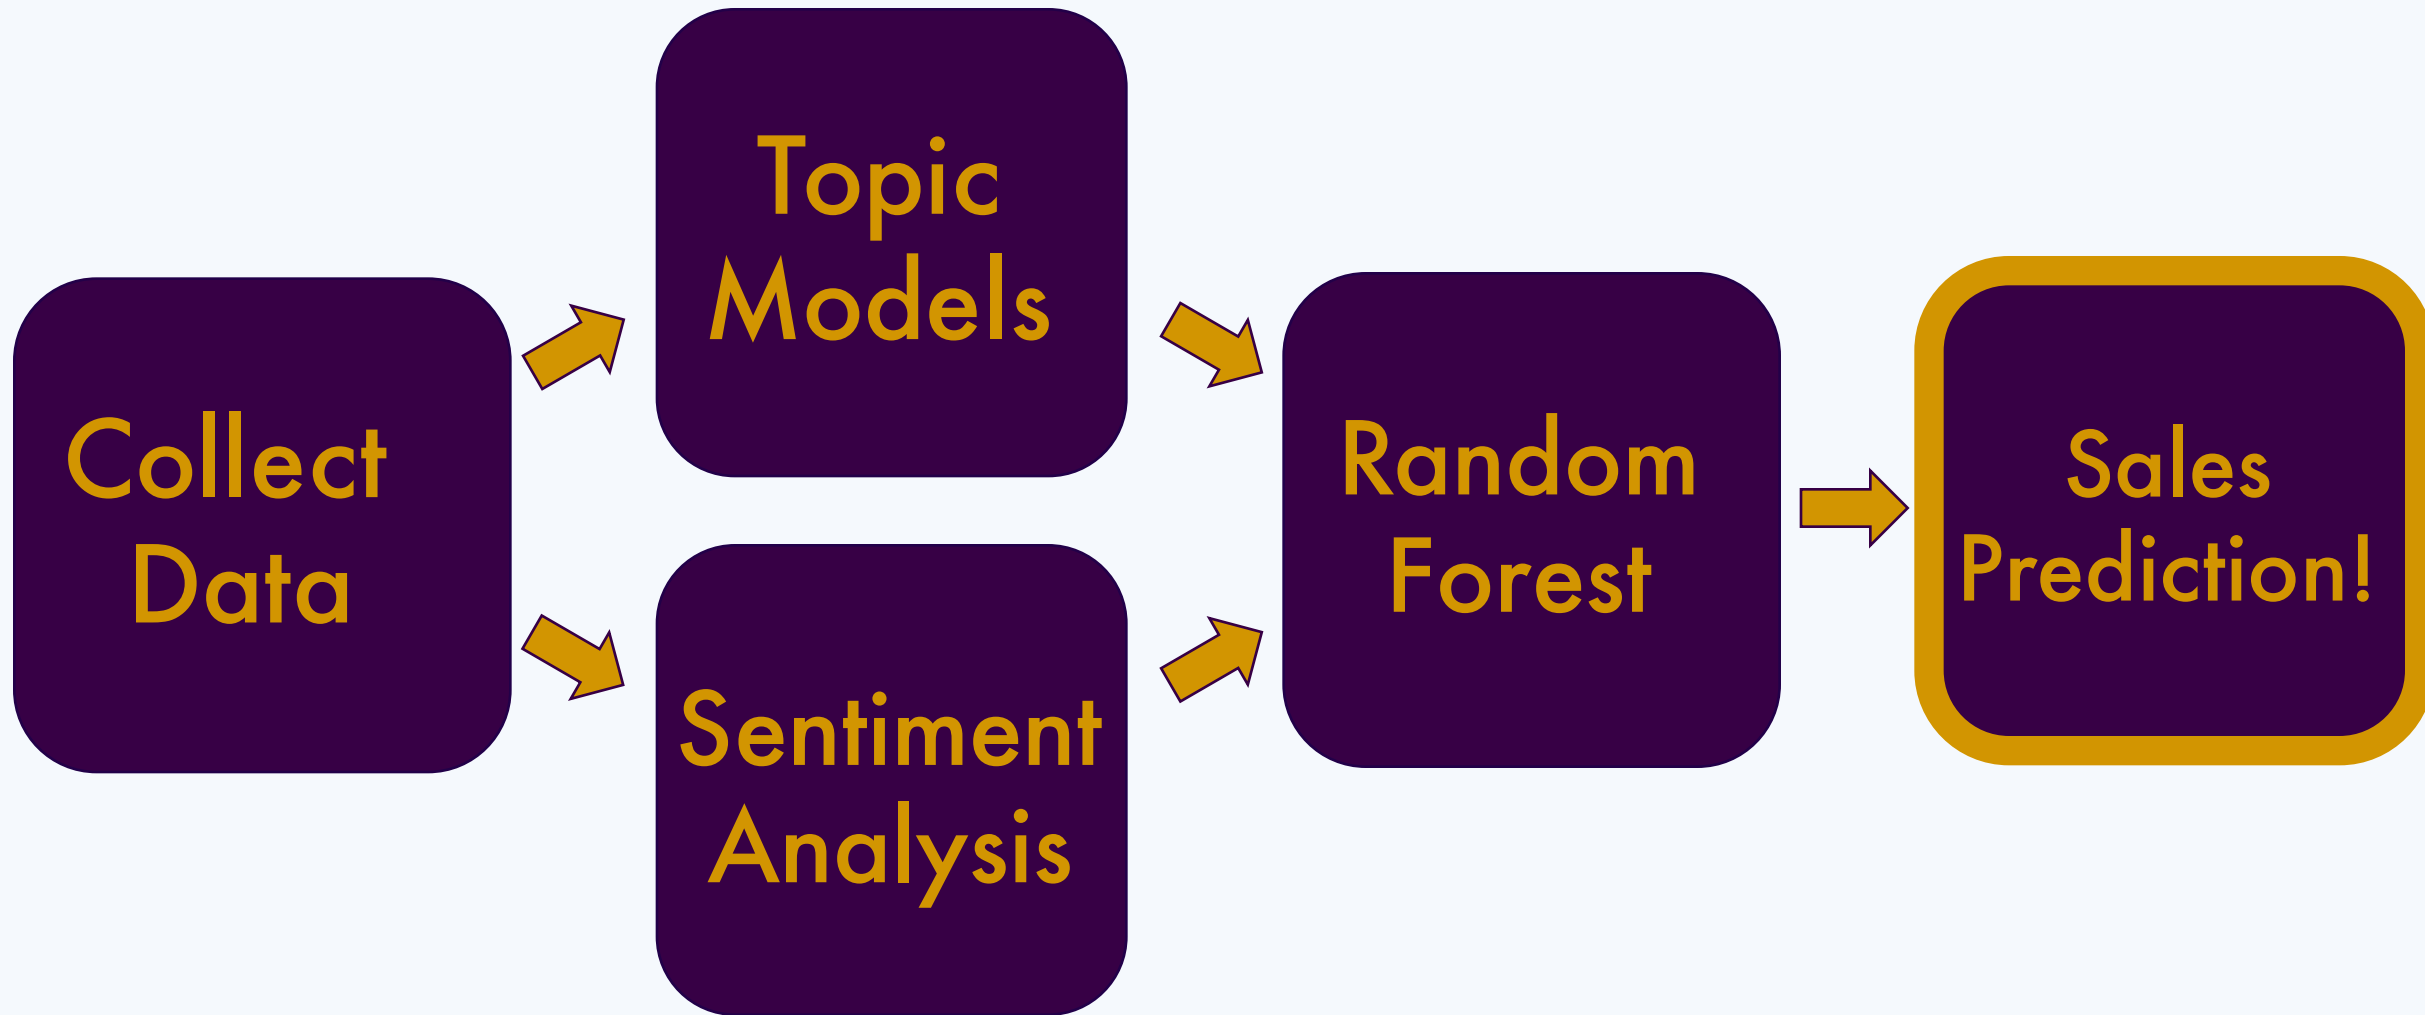 Collect
Data
Topic
Models
Sentiment
Analysis
Random
Forest
Sales
Prediction!